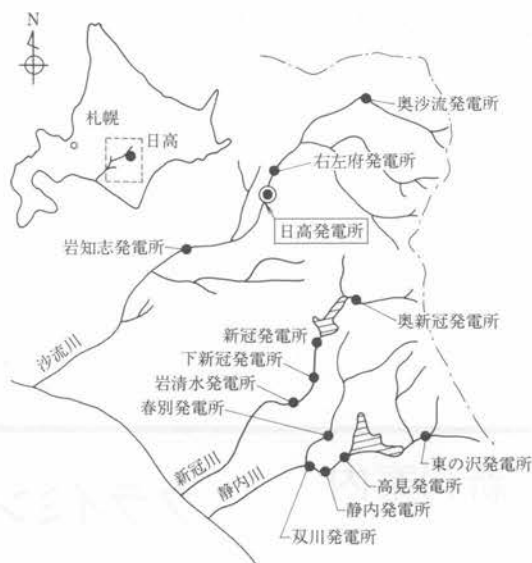 N
札幌
日高
奥沙流発電所
右左府発電所
日高発電所
岩知志発電所
奥新冠発電所
新冠発電所
下新冠発電所
岩清水発電所
春別発電所
沙流川
新冠川
静内川
東の沢発電所
高見発電所
静内発電所
双川発電所